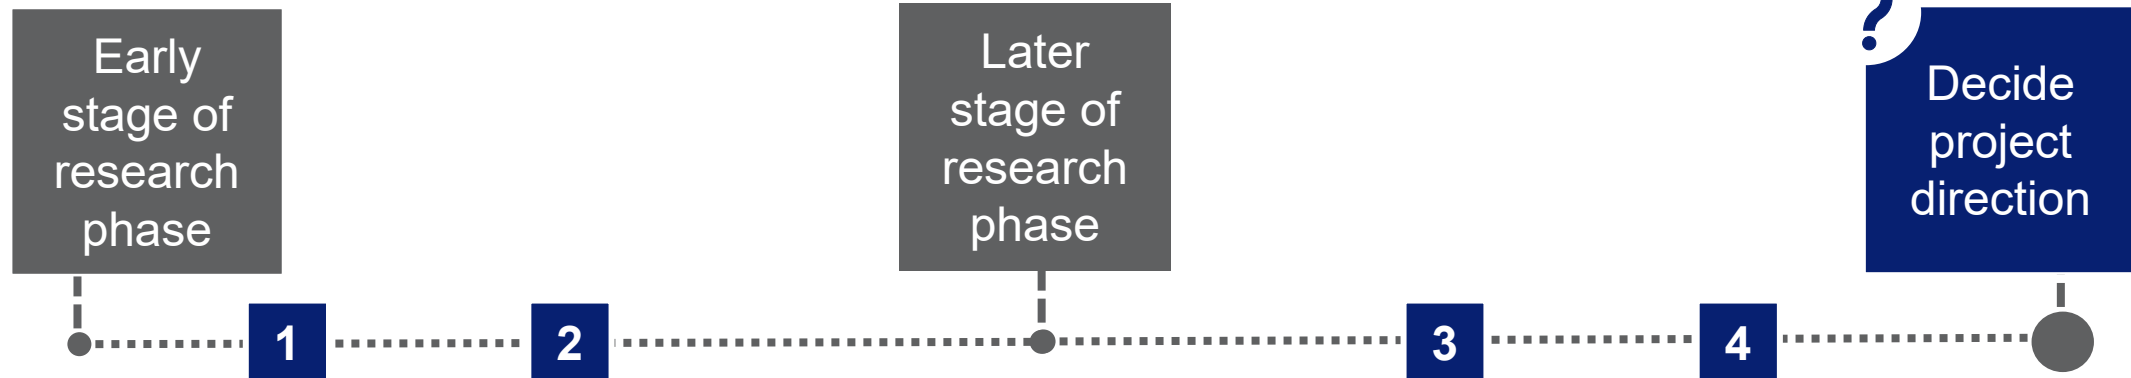 Early
stage of
research
phase
Later
stage of
research
phase
?
Decide
project
direction
1
2
3
4